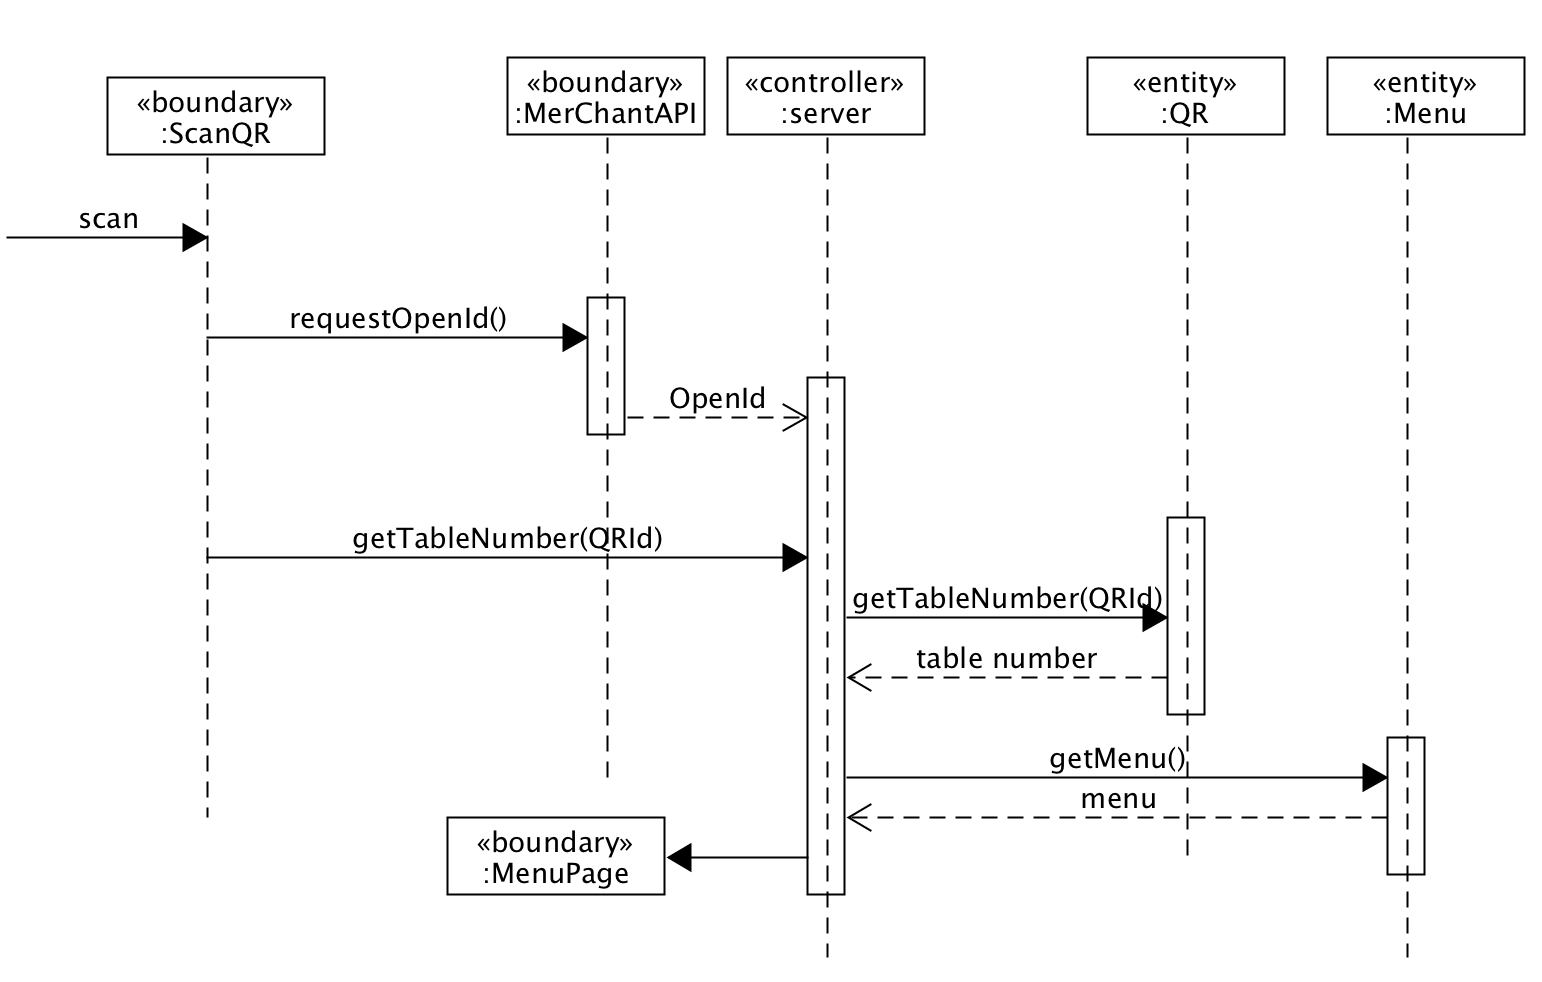 «boundary»
:ScanQR
«boundary»
:MerChantAPI
«controller»
:server
«entity»
:QR
«entity»
:Menu
scan
requestOpenId()
OpenId
getTableNumber(QRId)
getTableNumber(QRId)
table number
getMenu()
menu
«boundary»
:MenuPage